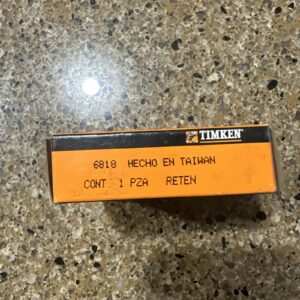 TIMKEN
6818 HECHO EN TAIWAN
CONT. 1 PZA RETEN